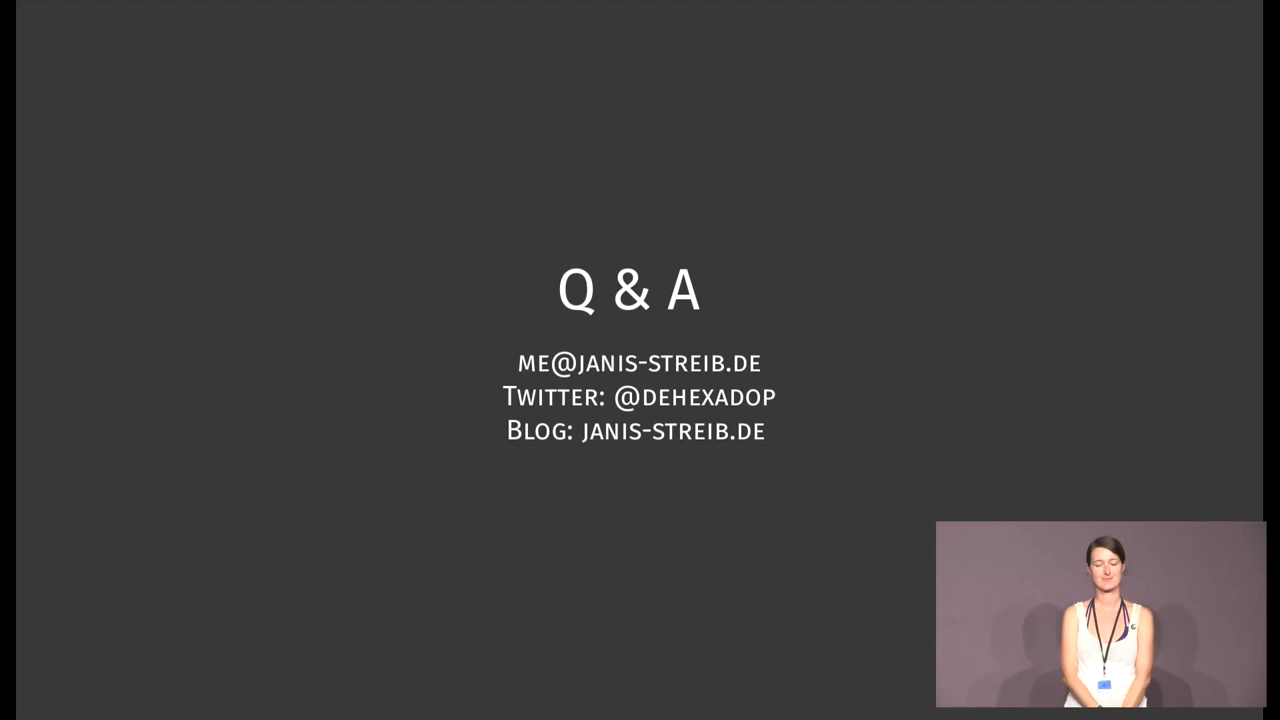 Q & A
me@janis-streib.de
Twitter: @dehexadop
Blog: janis-streib.de